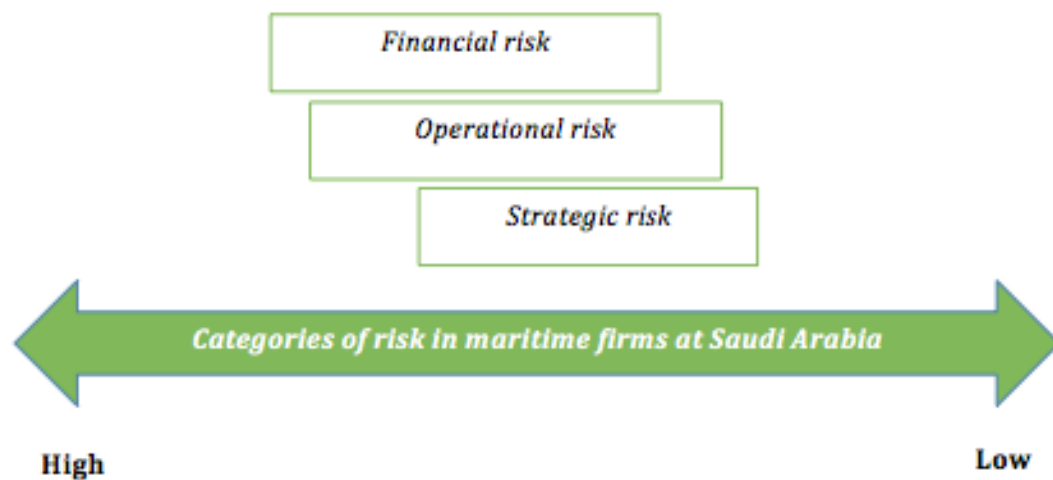 Financial risk
Operational risk
Strategic risk
Categories of risk in maritime firms at Saudi Arabia
High
Low